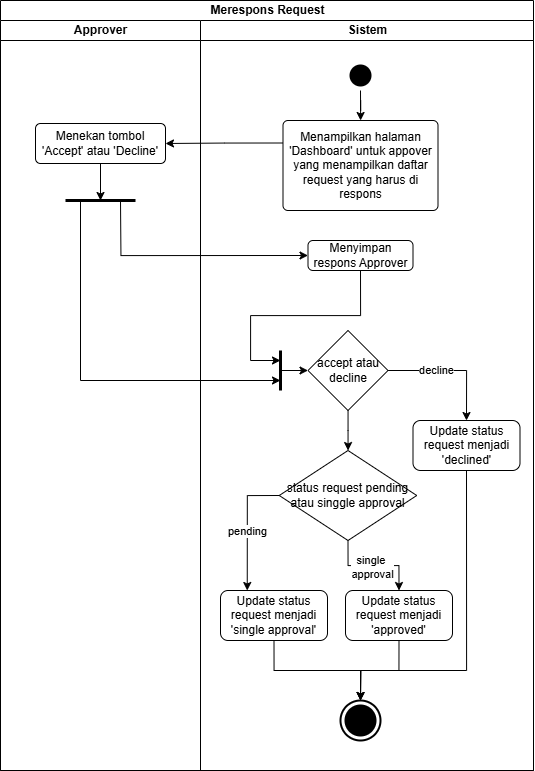 Merespons Request
Approver
Sistem
Menampilkan halaman
'Dashboard' untuk appover
yang menampilkan daftar
request yang harus di
respons
Menekan tombol
'Accept' atau 'Decline'
Menyimpan
respons Approver
accept atau
decline
decline
Update status
request menjadi
'declined'
status request pending
atau singgle approval
pending
single
approval
Update status
request menjadi
'single approval'
Update status
request menjadi
'approved'